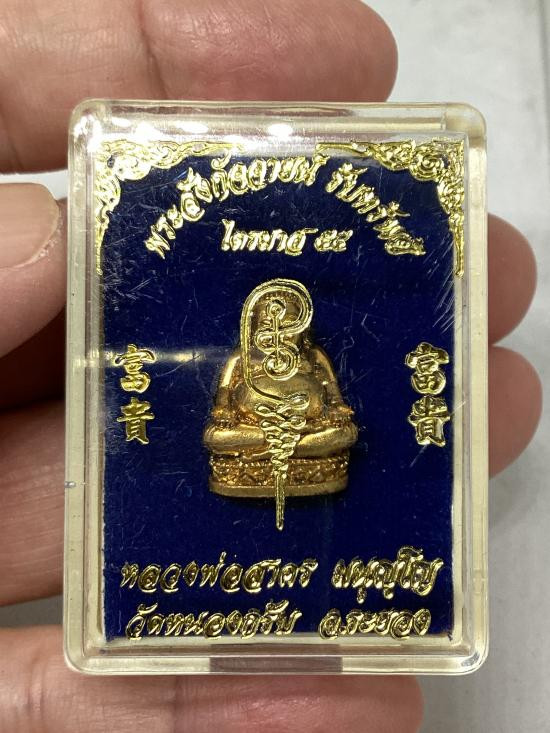 พระสังกัจจายน์ รับทรัพย์
ไตรมาส ๕๕
富貴
富貴
หลวงพ่อสาคร มนุญฺโญ
วัดหนองกรับ จ.ระยอง